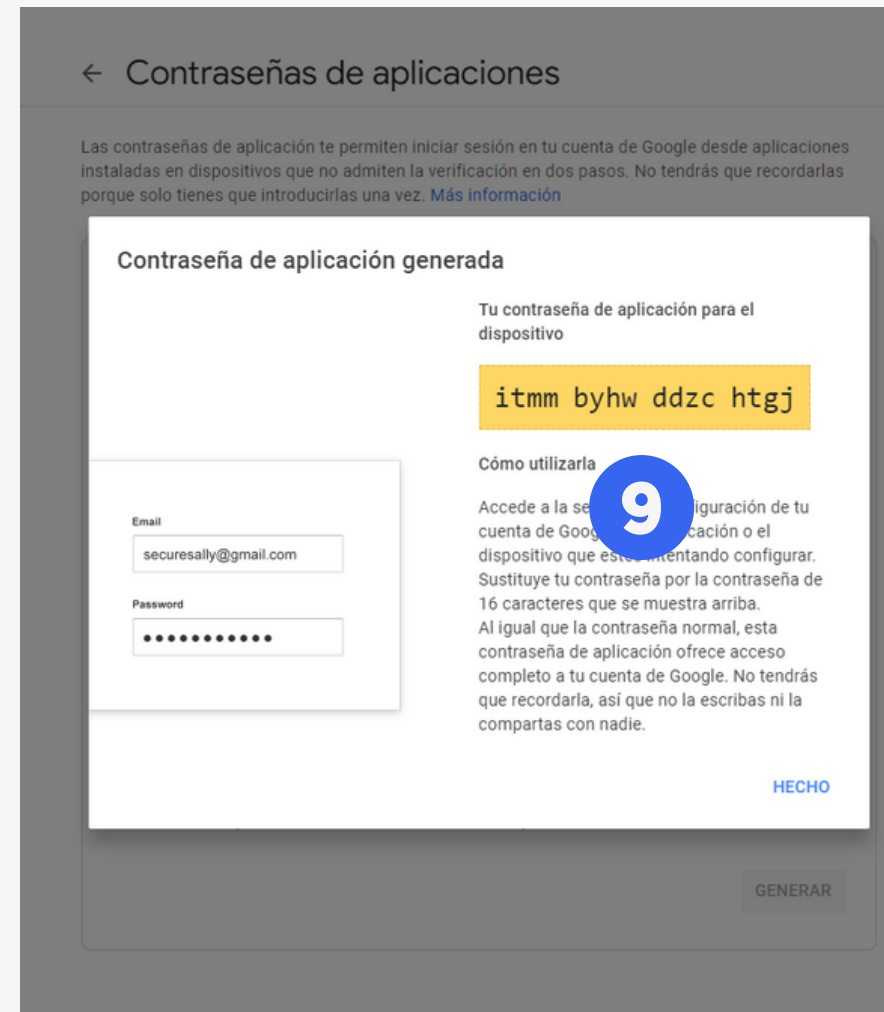 ← Contraseñas de aplicaciones
Las contraseñas de aplicación te permiten iniciar sesión en tu cuenta de Google desde aplicaciones
instaladas en dispositivos que no admiten la verificación en dos pasos. No tendrás que recordarlas
porque solo tienes que introducirlas una vez. Más información
Contraseña de aplicación generada
Email
securesally@gmail.com
Password
•••••••••••
Tu contraseña de aplicación para el
dispositivo
itmm byhw ddzc htgj
Cómo utilizarla
9
Accede a la iguración de tu
cuenta de o el
dispositivo que intentando configurar.
Sustituye tu contraseña por la contraseña de
16 caracteres que se muestra arriba.
Al igual que la contraseña normal, esta
contraseña de aplicación ofrece acceso
completo a tu cuenta de Google. No tendrás
que recordarla, así que no la escribas ni la
compartas con nadie.
HECHO
GENERAR